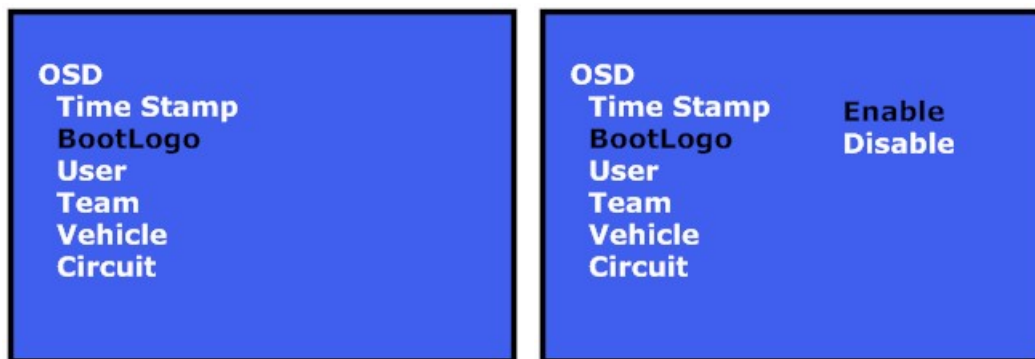 OSD
Time Stamp
BootLogo
User
Team
Vehicle
Circuit
OSD
Time Stamp
BootLogo
User
Team
Vehicle
Circuit
Enable
Disable